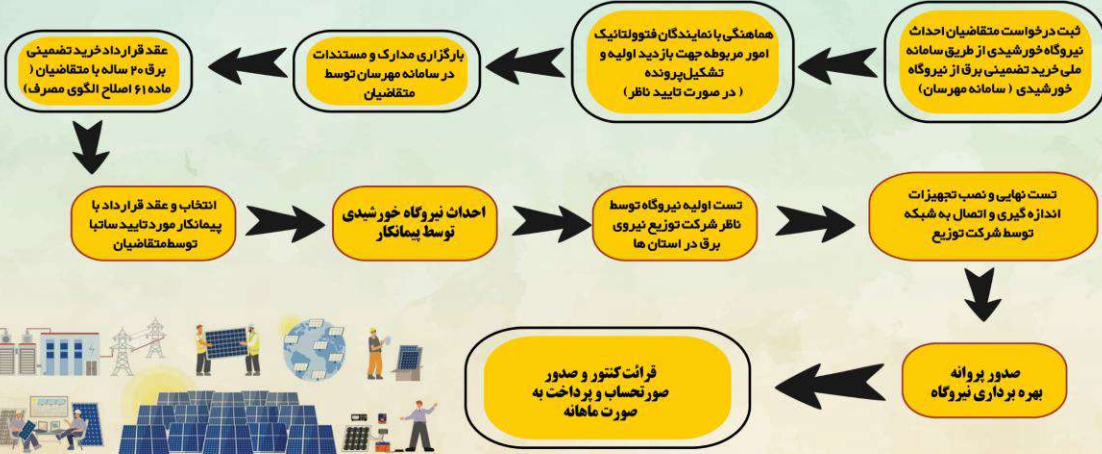 ثبت درخواست متقاضیان احداث
نیروگاه خورشیدی از طریق سامانه
ملی خرید تضمینی برق از نیروگاه
خورشیدی ( سامانه مهرسان)
هماهنگی با نمایندگان فتوولتائیک
امور مربوطه جهت بازدید اولیه و
تشکیل پرونده
( در صورت تایید ناظر)
بارگزاری مدارک و مستندات
در سامانه مهرسان توسط
متقاضیان
عقد قرارداد خرید تضمینی
برق ۲۰ ساله با متقاضیان (
ماده ۶۱ اصلاح الگوی مصرف)
انتخاب و عقد قرارداد با
پیمانکار مورد تایید ساتبا
توسط متقاضیان
احداث نیروگاه خورشیدی
توسط پیمانکار
تست اولیه نیروگاه توسط
ناظر شرکت توزیع نیروی
برق در استان ها
تست نهایی و نصب تجهیزات
اندازه گیری و اتصال به شبکه
توسط شرکت توزیع
صدور پروانه
بهره برداری نیروگاه
قرائت کنتور و صدور
صورتحساب و پرداخت به
صورت ماهانه